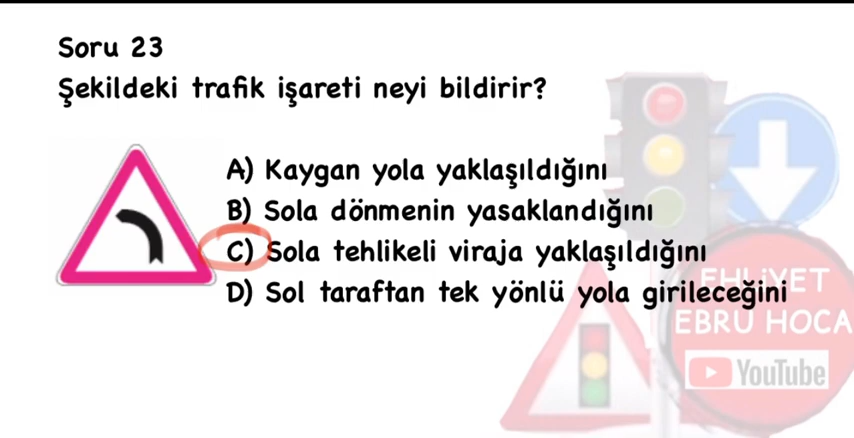 Soru 23
Şekildeki trafik işareti neyi bildirir?
A) Kaygan yola yaklaşıldığını
B) Sola dönmenin yasaklandığını
C) Sola tehlikeli viraja yaklaşıldığını
D) Sol taraftan tek yönlü yola girileceğini
EHLİYET
EBRU HOCA
YouTube